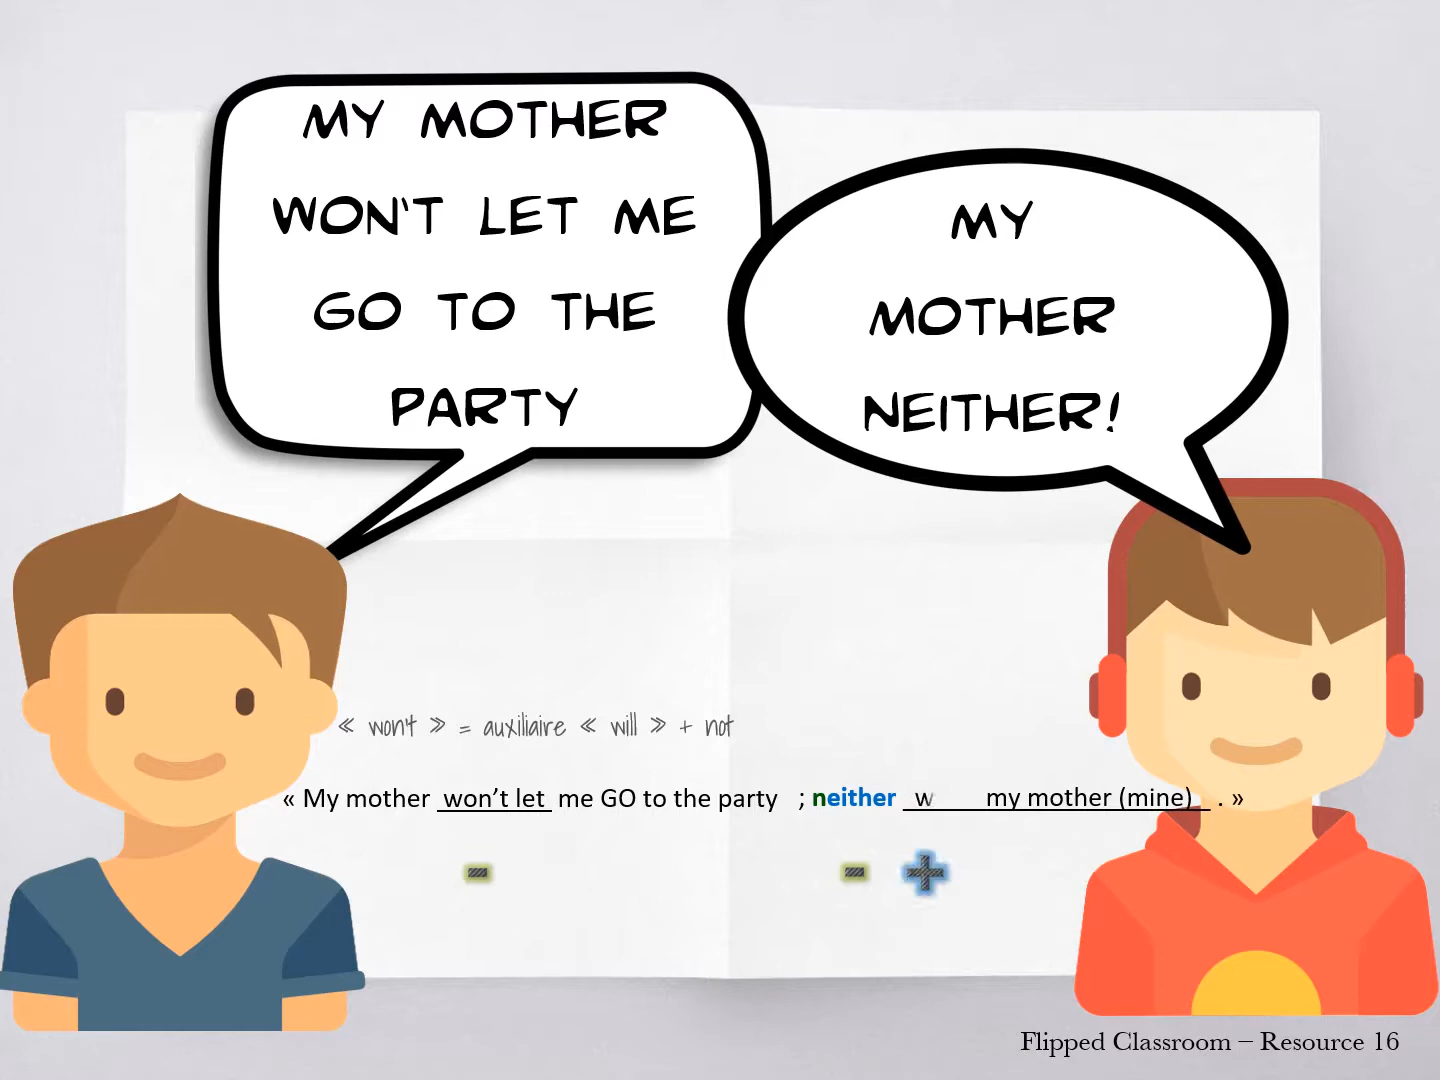 MY MOTHER
WON'T LET ME
GO TO THE
PARTY
MY
MOTHER
NEITHER!
« won't » = auxiliaire « will » + not
« My mother won't let me GO to the party ; neither w my mother (mine) . »
Flipped Classroom – Resource 16